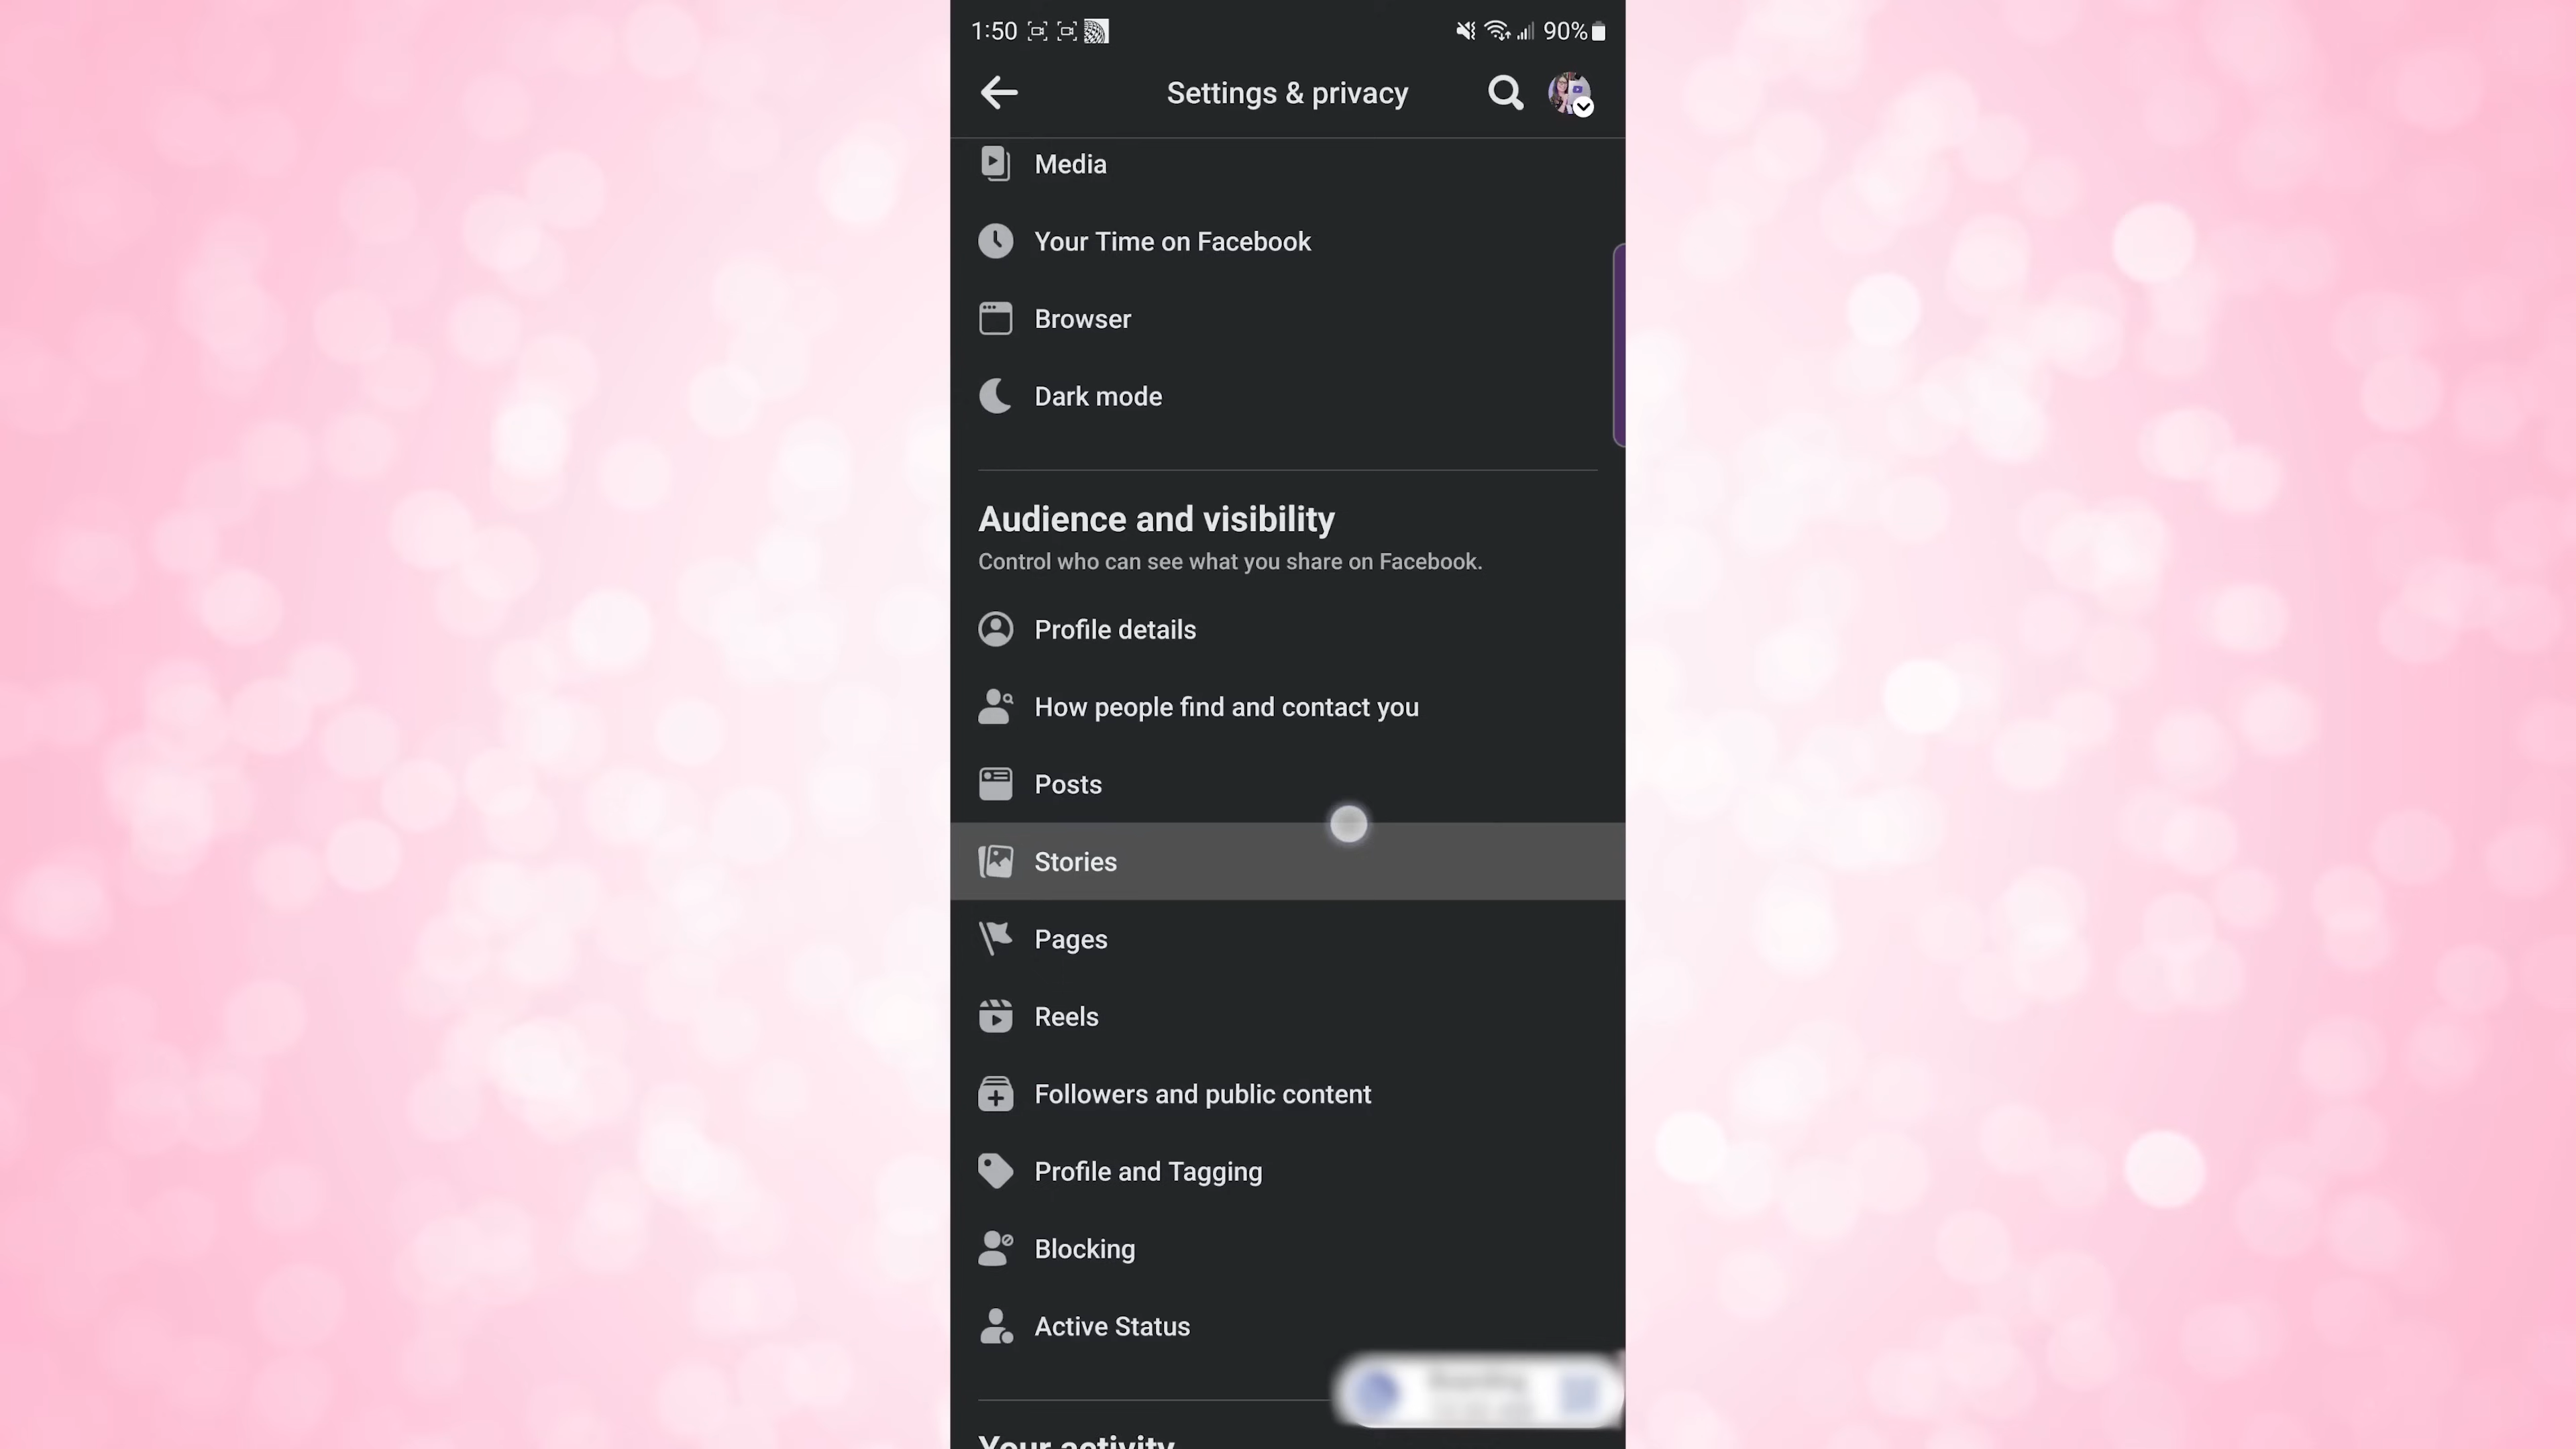 1:50
90%
Settings & privacy
Media
Your Time on Facebook
Browser
Dark mode
Audience and visibility
Control who can see what you share on Facebook.
Profile details
How people find and contact you
Posts
Stories
Pages
Reels
Followers and public content
Profile and Tagging
Blocking
Active Status
Your activity